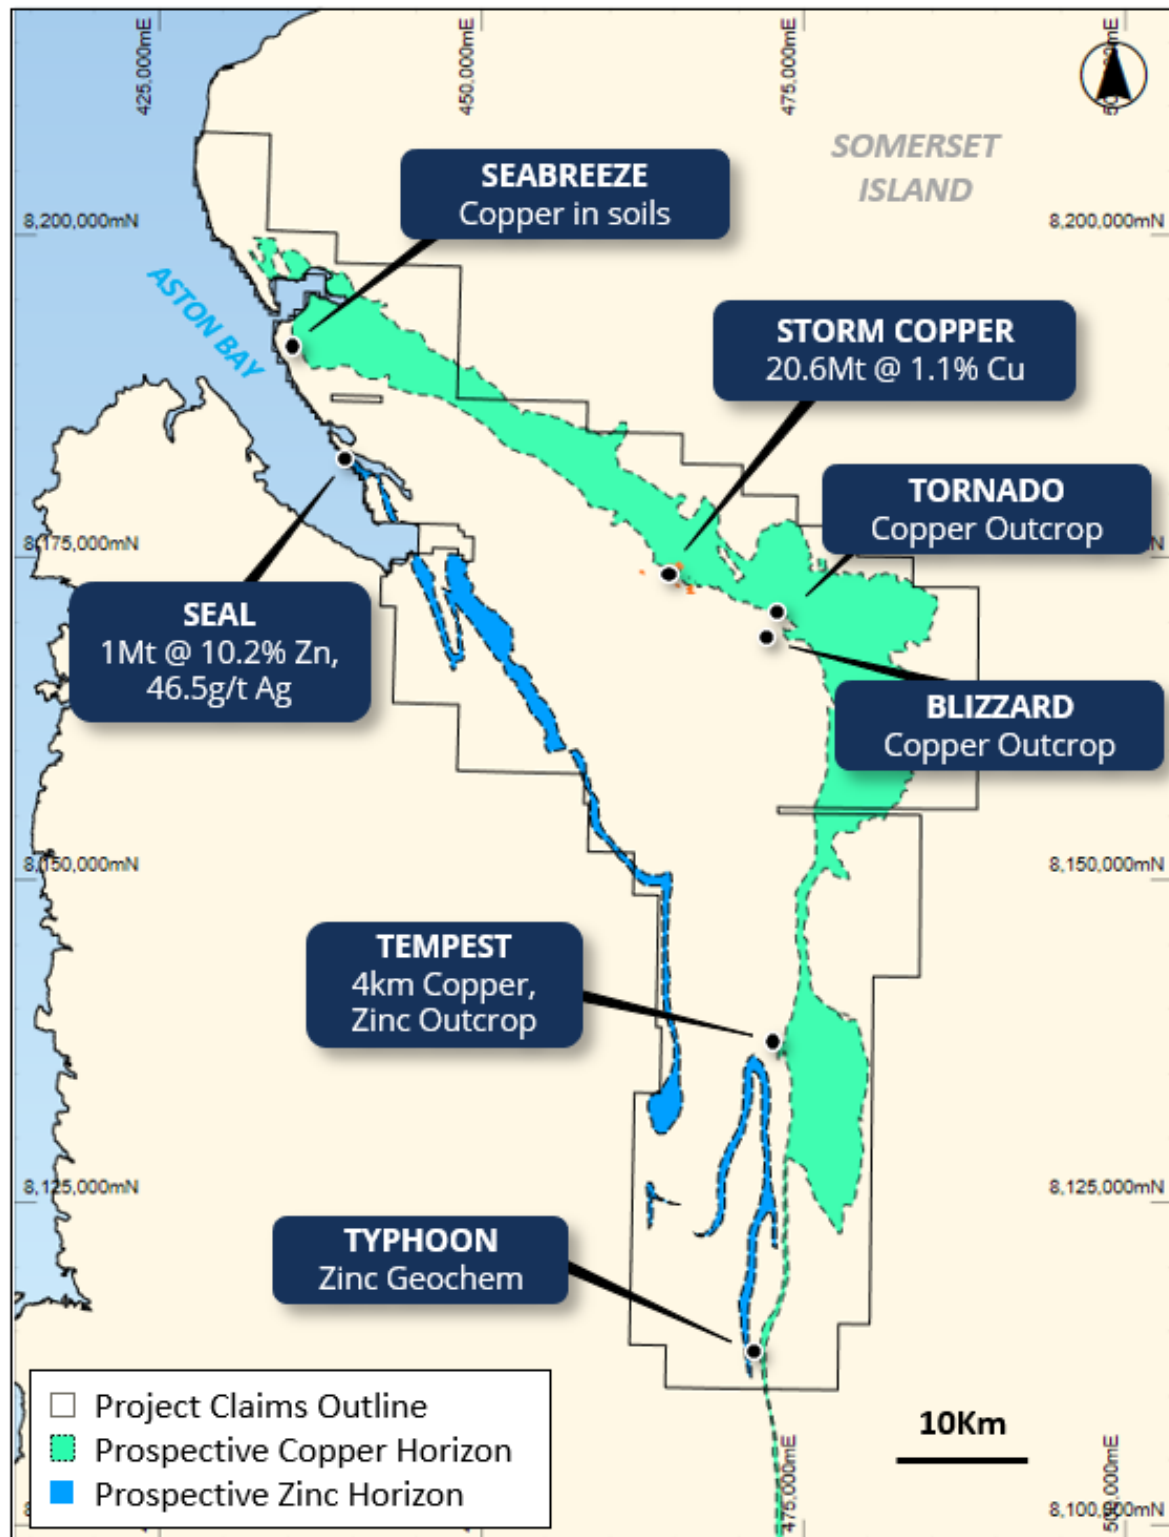 425,000mE
450,000mE
475,000mE
SOMERSET
ISLAND
SEABREEZE
Copper in soils
8,200,000mN
8,200,000mN
ASTON BAY
STORM COPPER
20.6Mt @ 1.1% Cu
TORNADO
Copper Outcrop
8,175,000mN
SEAL
1Mt @ 10.2% Zn,
46.5g/t Ag
BLIZZARD
Copper Outcrop
8,150,000mN
8,150,000mN
TEMPEST
4km Copper,
Zinc Outcrop
8,125,000mN
8,125,000mN
TYPHOON
Zinc Geochem
Project Claims Outline
Prospective Copper Horizon
Prospective Zinc Horizon
10Km
475,000mE
500,000mE
8,100,000mN